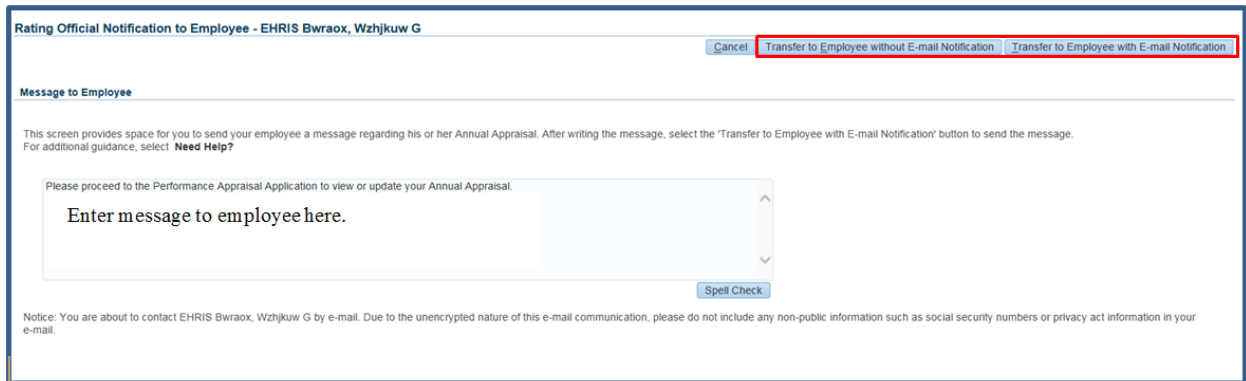 Rating Official Notification to Employee - EHRIS Bwraox, Wzhjkuw G
Cancel Transfer to Employee without E-mail Notification Transfer to Employee with E-mail Notification
Message to Employee
This screen provides space for you to send your employee a message regarding his or her Annual Appraisal. After writing the message, select the 'Transfer to Employee with E-mail Notification' button to send the message.
For additional guidance, select Need Help?
Please proceed to the Performance Appraisal Application to view or update your Annual Appraisal.
Enter message to employee here.
Spell Check
Notice: You are about to contact EHRIS Bwraox, Wzhjkuw G by e-mail. Due to the unencrypted nature of this e-mail communication, please do not include any non-public information such as social security numbers or privacy act information in your
e-mail.